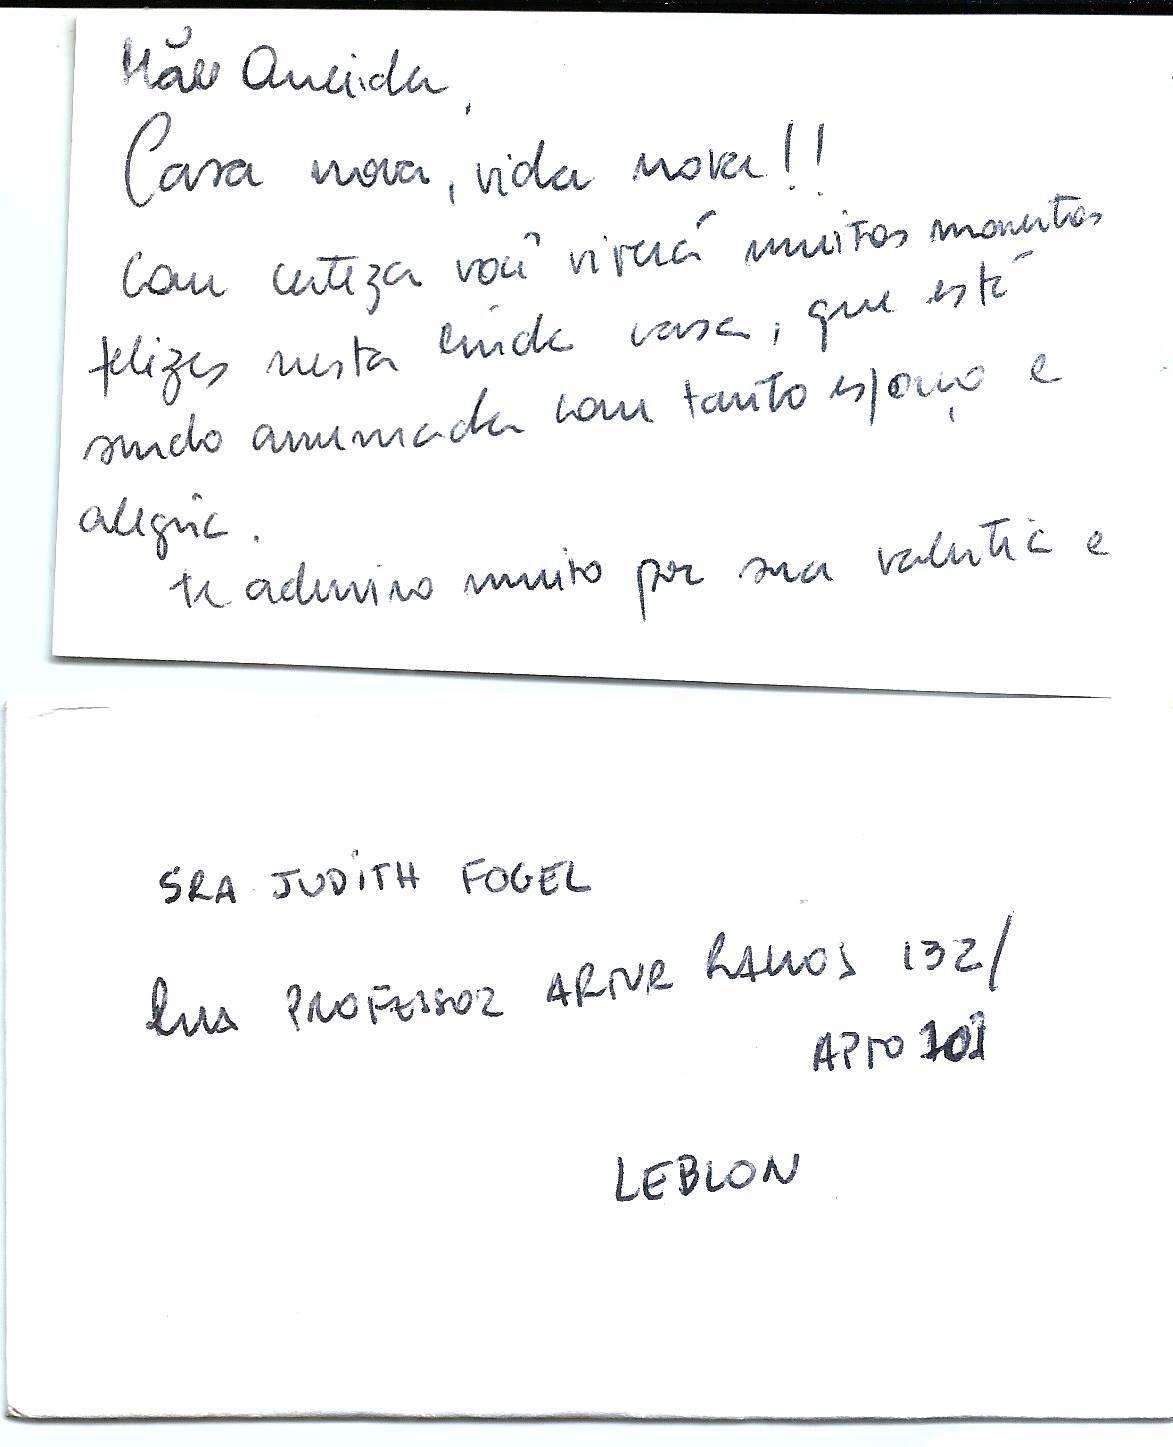 Mãe Querida,
Casa nova, vida nova!!
Com certeza você viverá muitos momentos
felizes nesta linda casa, que está
sendo arrumada com tanto esforço e
alegria.
te admiro muito por sua valentia e
SRA JUDITH FOGEL
Rua PROFESSOR ARTUR RAMOS 132/
APTO 101
LEBLON